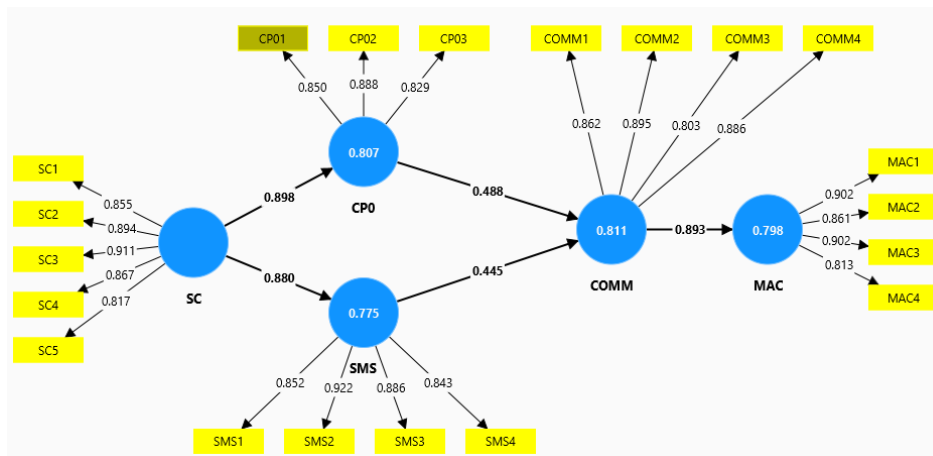 CP01 CP02 CP03 COMM1 COMM2 COMM3 COMM4
0.850 0.888 0.829
0.862 0.895 0.803 0.886
0.807
CP0
SC1
SC2
SC3
SC4
SC5
0.855
0.894
0.911
0.867
0.817
SC
0.898
0.880
0.488
0.445
0.811
COMM
0.893
0.798
MAC
0.902
0.861
0.902
0.813
MAC1
MAC2
MAC3
MAC4
0.775
SMS
0.852 0.922 0.886 0.843
SMS1 SMS2 SMS3 SMS4